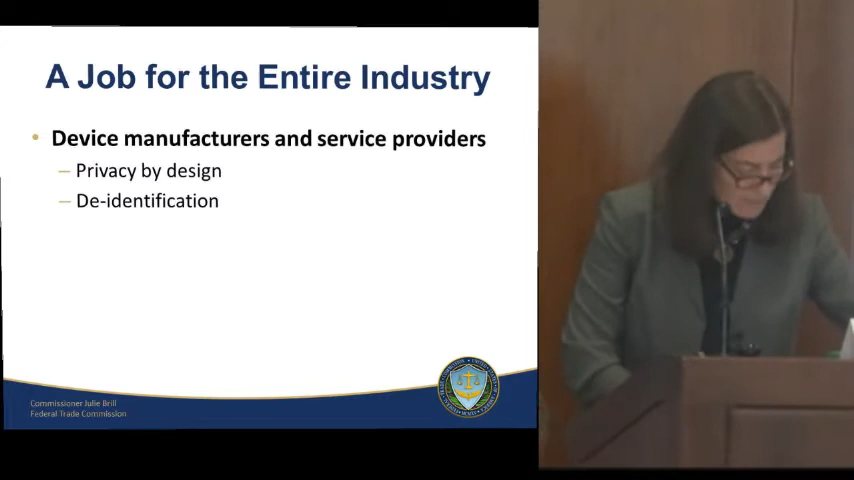 A Job for the Entire Industry
• Device manufacturers and service providers
– Privacy by design
– De-identification
Commissioner Julie Brill
Federal Trade Commission